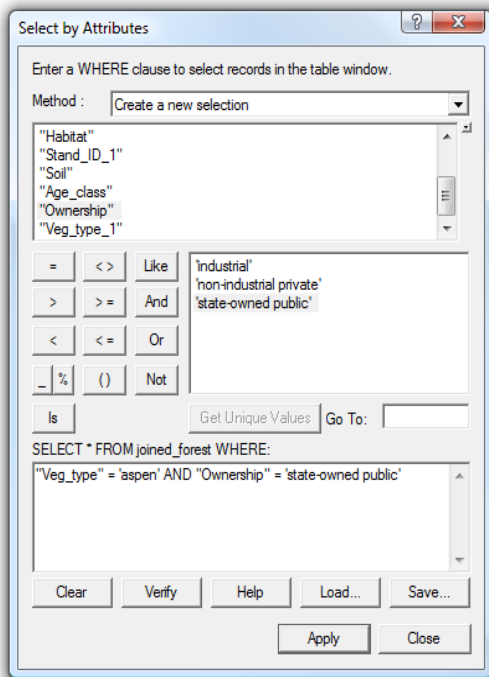 Select by Attributes
Enter a WHERE clause to select records in the table window.
Method : Create a new selection
"Habitat"
"Stand_ID_1"
"Soil"
"Age_class"
"Ownership"
"Veg_type_1"
= < > Like
> > = And
< < = Or
_ % ( ) Not
Is
'industrial'
'non-industrial private'
'state-owned public'
Get Unique Values Go To:
SELECT * FROM joined_forest WHERE:
"Veg_type" = 'aspen' AND "Ownership" = 'state-owned public'
Clear Verify Help Load... Save...
Apply Close